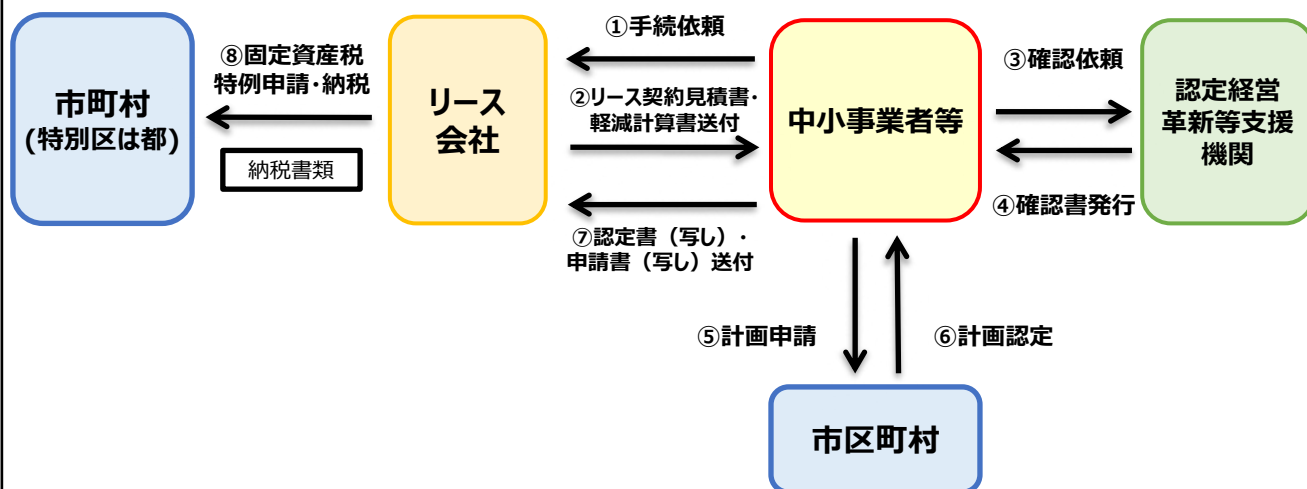 市町村
(特別区は都)
⑧固定資産税
特例申請・納税
納税書類
リース
会社
①手続依頼
②リース契約見積書・
軽減計算書送付
⑦認定書（写し）・
申請書（写し）送付
中小事業者等
③確認依頼
④確認書発行
認定経営
革新等支援
機関
⑤計画申請
⑥計画認定
市区町村